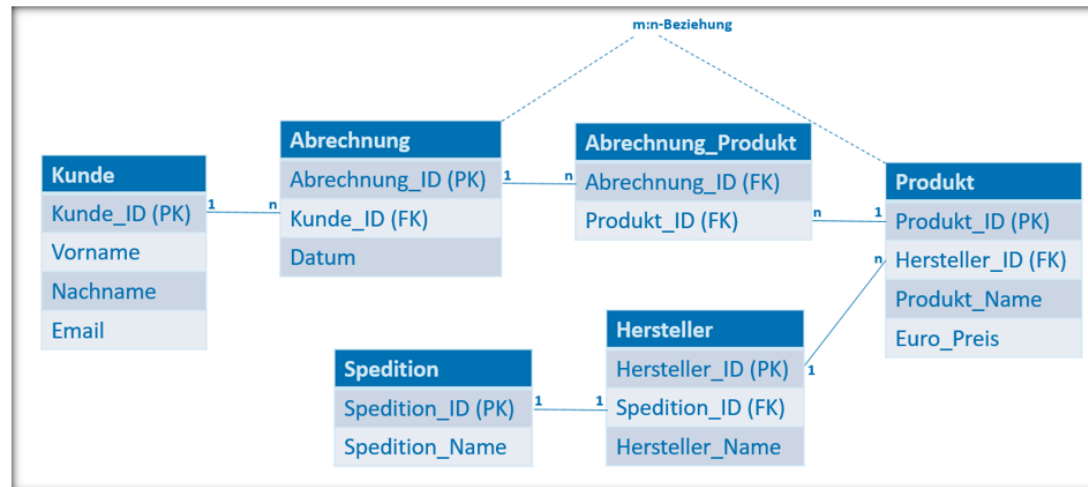 m:n-Beziehung
Kunde
Kunde_ID (PK)
Vorname
Nachname
Email
1
n
Abrechnung
Abrechnung_ID (PK)
Kunde_ID (FK)
Datum
1
n
Abrechnung_Produkt
Abrechnung_ID (FK)
Produkt_ID (FK)
n
1
Produkt
Produkt_ID (PK)
Hersteller_ID (FK)
Produkt_Name
Euro_Preis
n
1
Spedition
Spedition_ID (PK)
Spedition_Name
1
1
Hersteller
Hersteller_ID (PK)
Spedition_ID (FK)
Hersteller_Name